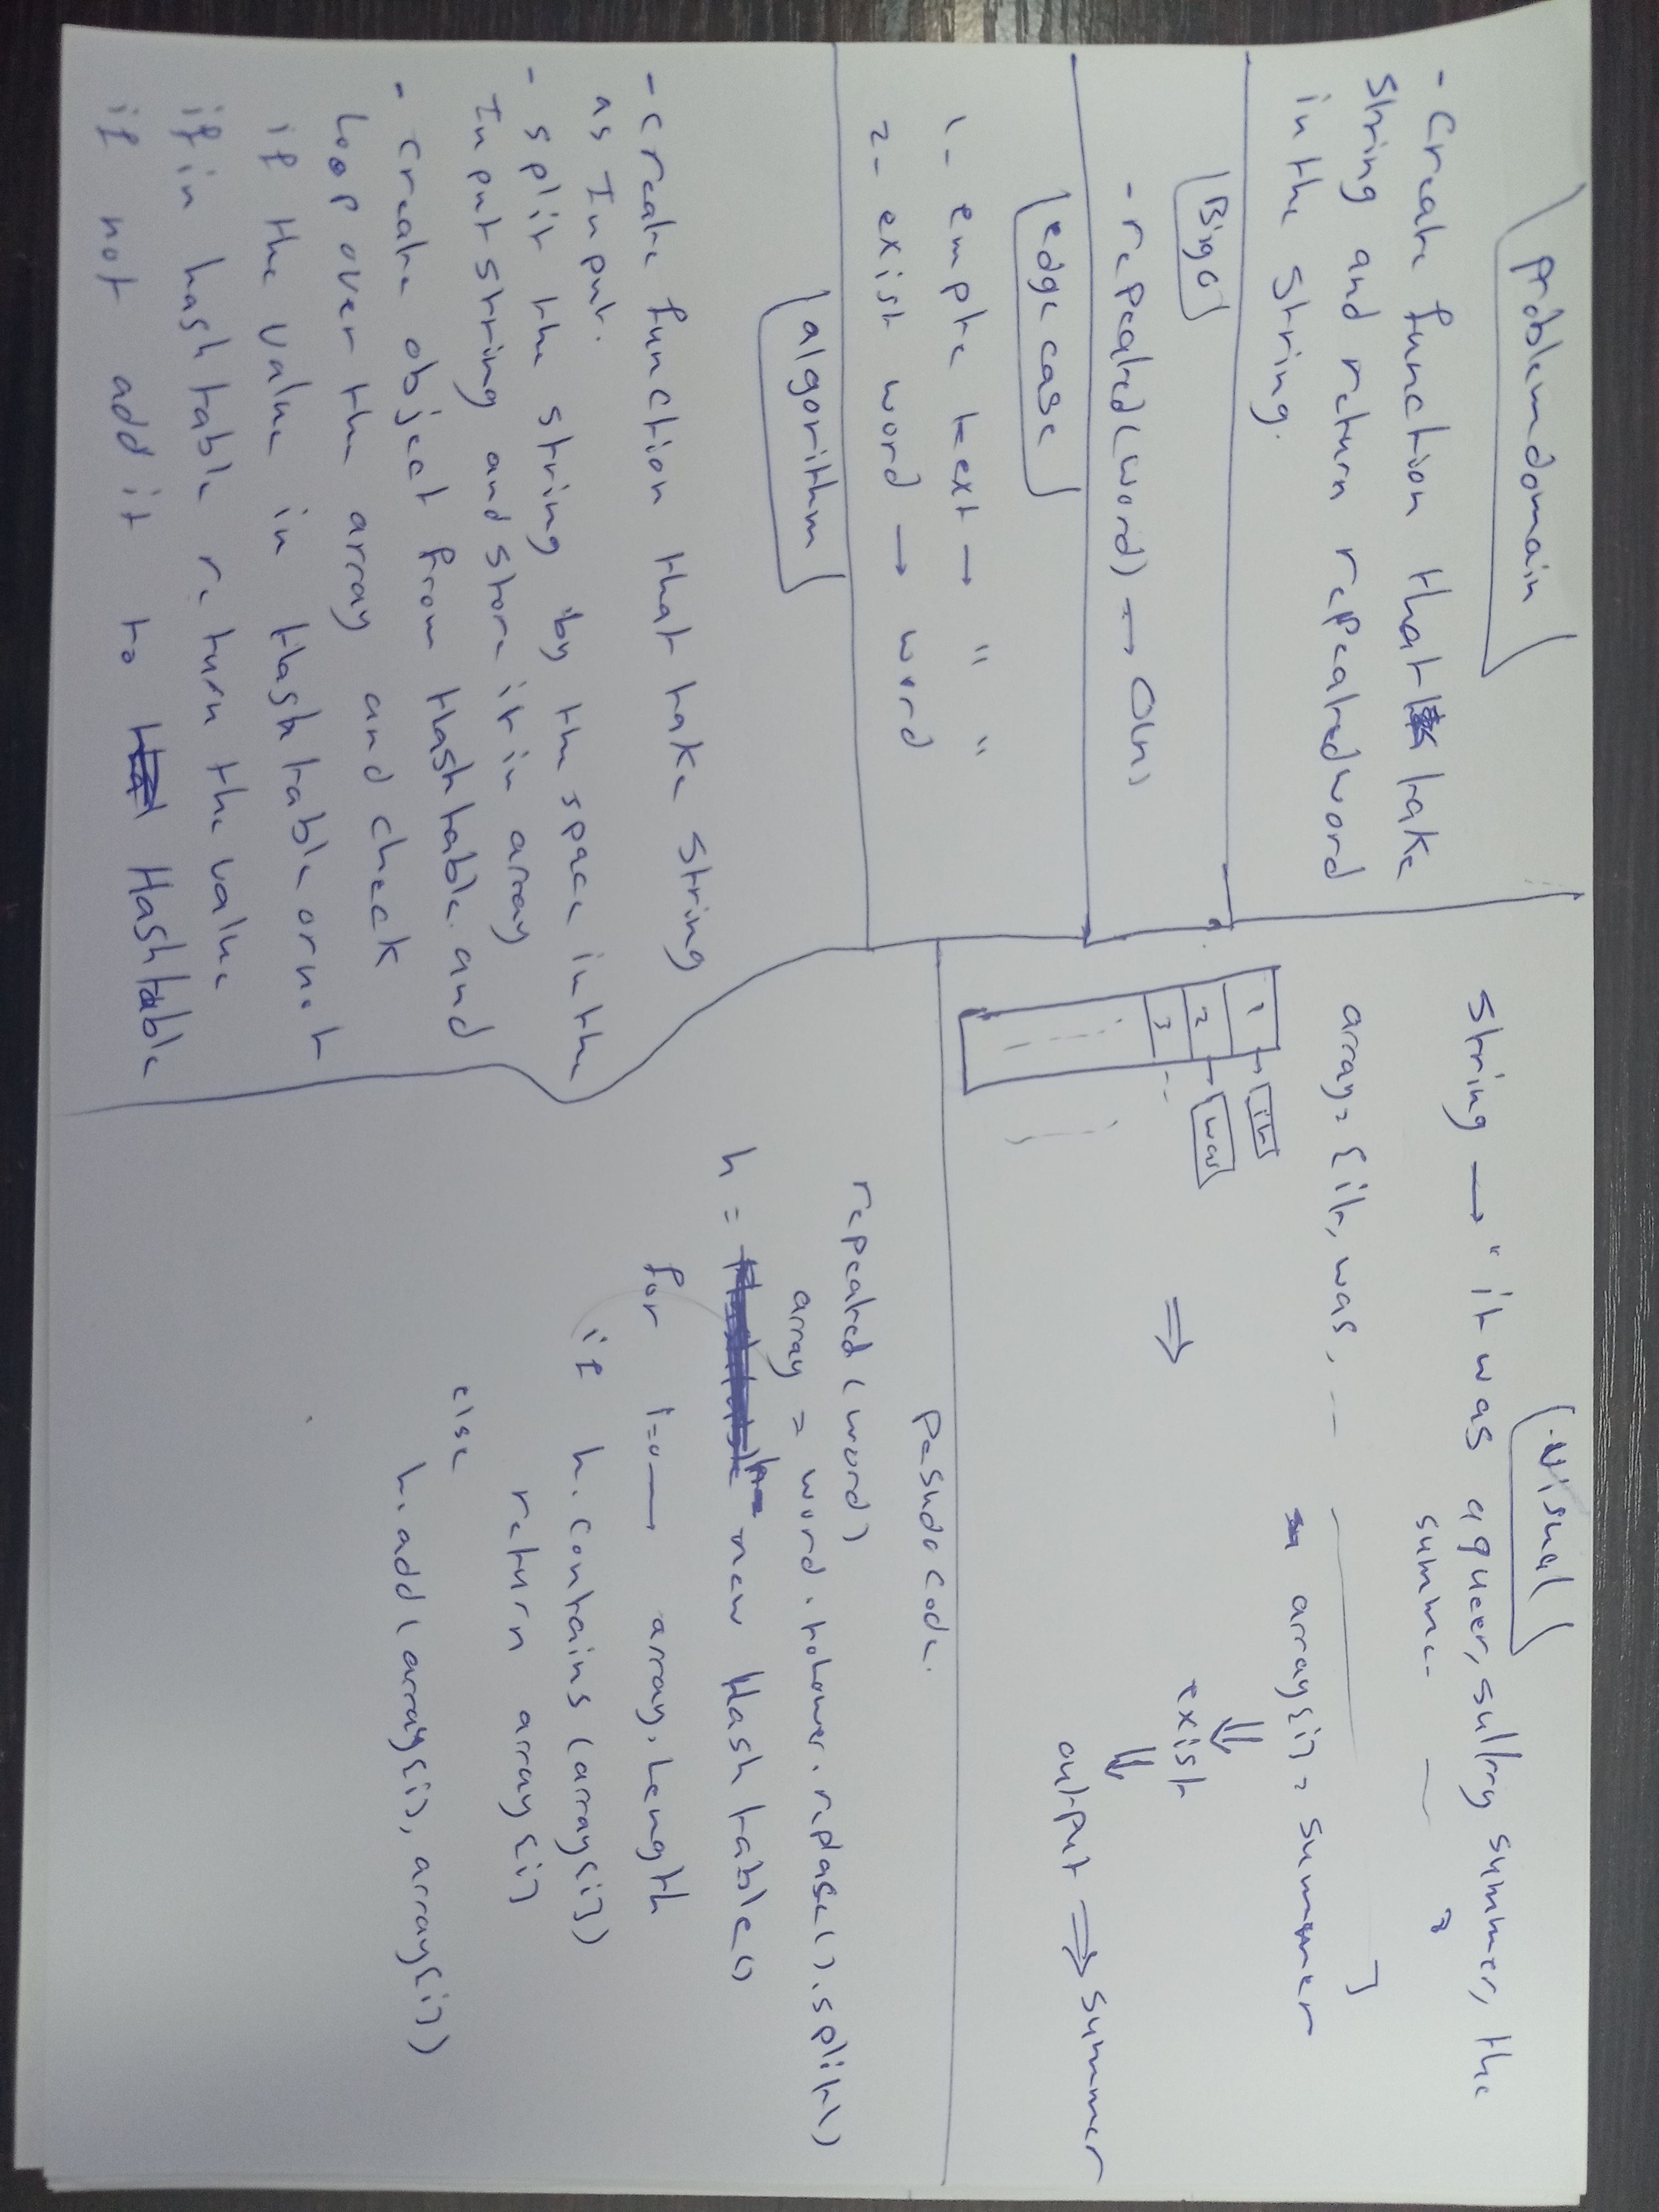 problem domain
- Create function that take
String and return repeated word
in the string.
Big O
- repeated(word) → O(n)
edge case
1- empte text → " "
2- exist word → word
algorithm
- create function that take string
as Input.
- split the string by the space in the
Input string and store it in array
- create object from Hashtable and
Loop over the array and check
if the value in Hashtable or not
if in hashtable return the value
if not add it to Hashtable
visual
string → " it was a queer, sultry summer, the
summe-
array = {it, was, --- ]
array[i] = summer
1 → it
2 → was
3 --
⇒
exist
output ⇒ summer
pesudo code.
repeated (word)
array = word.toLower.replase().split()
h = new Hashtable()
for i=0 → array.Length
if h.contains (array[i])
return array[i]
else
h.add(array[i], array[i])